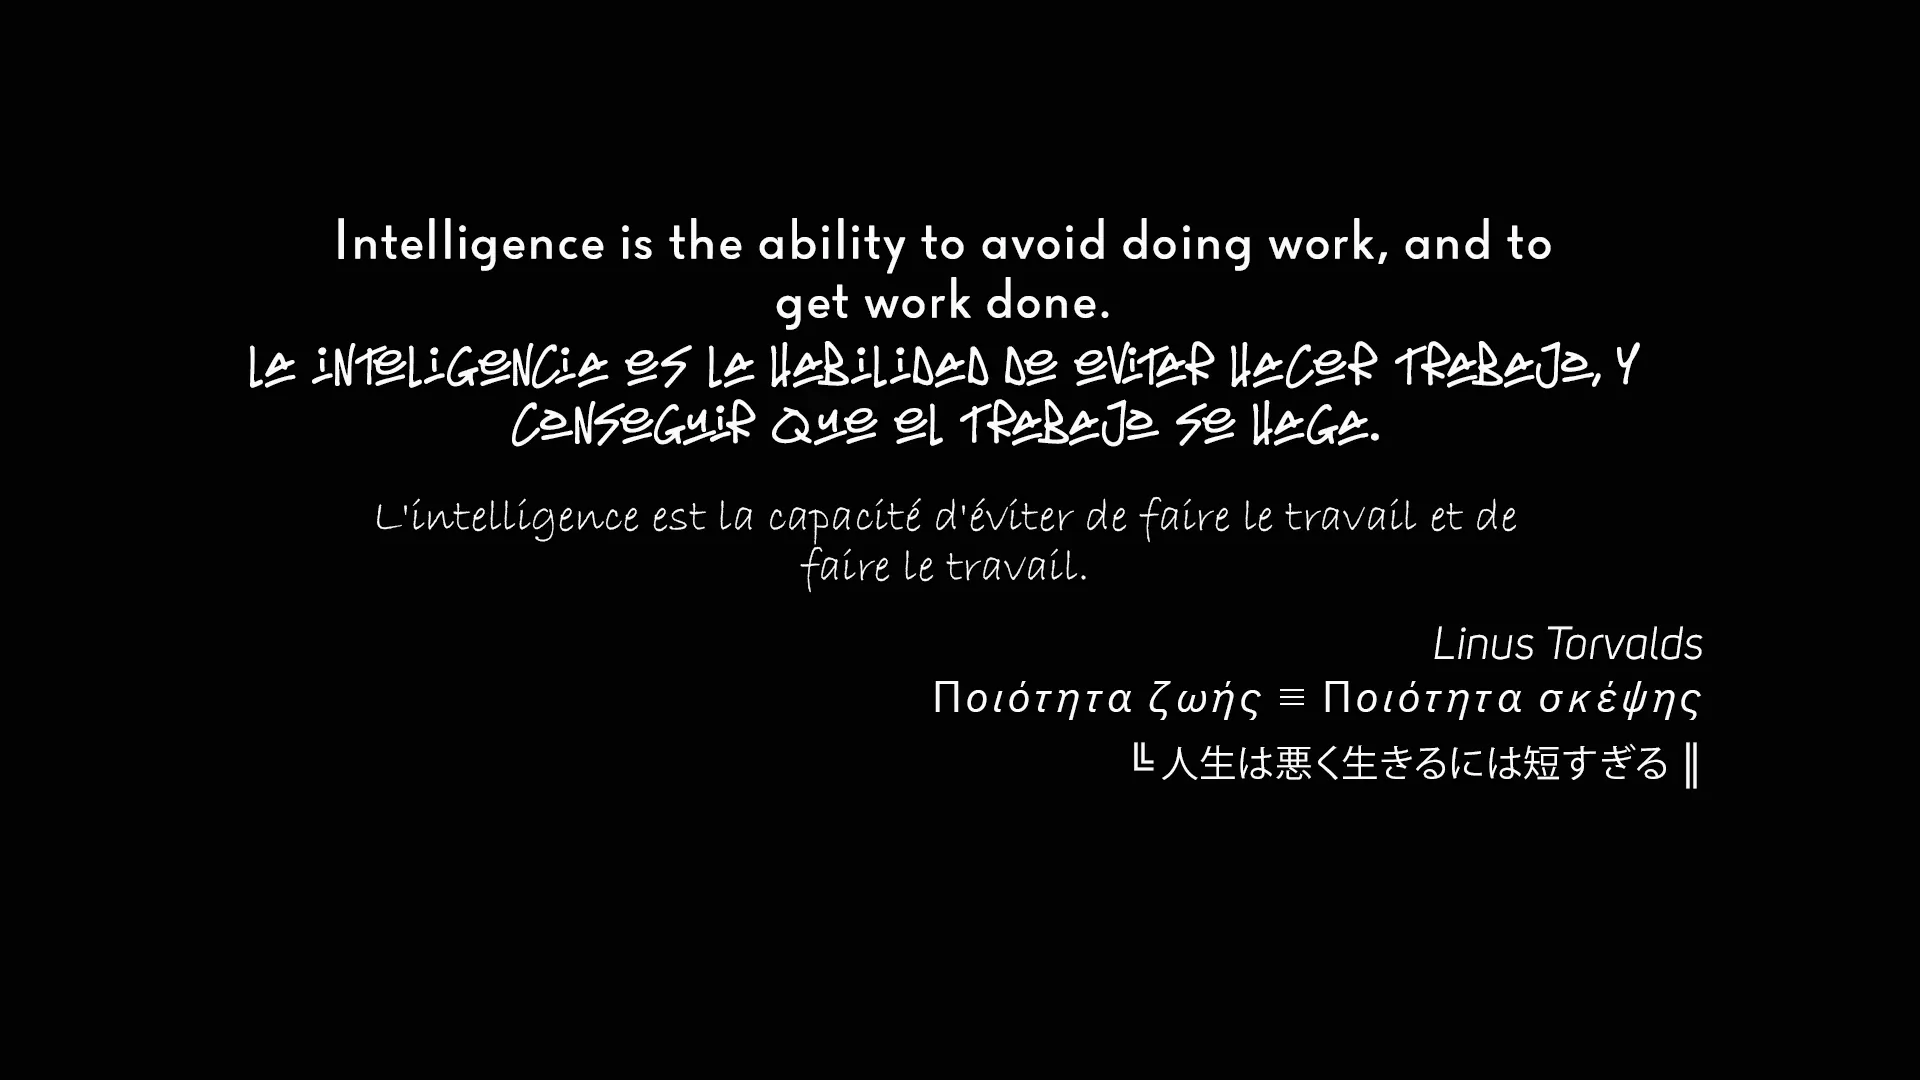 Intelligence is the ability to avoid doing work, and to
get work done.
La inteligencia es la habilidad de evitar hacer trabajo, y
conseguir que el trabajo se haga.
L'intelligence est la capacité d'éviter de faire le travail et de
faire le travail.
Linus Torvalds
Ποιότητα ζωής ≡ Ποιότητα σκέψης
╚ 人生は悪く生きるには短すぎる ║